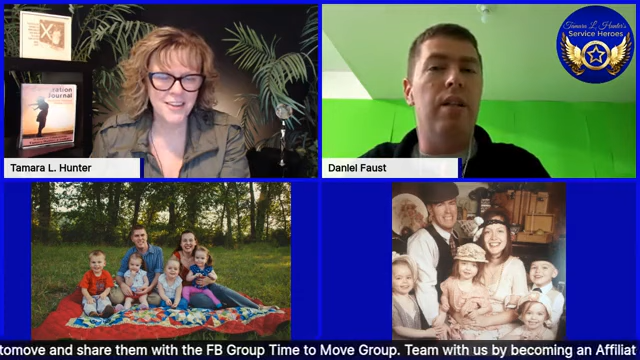 Tamara L. Hunter's
Service Heroes
Journal
Tamara L. Hunter
Daniel Faust
tomove and share them with the FB Group Time to Move Group. Team with us by becoming an Affiliat